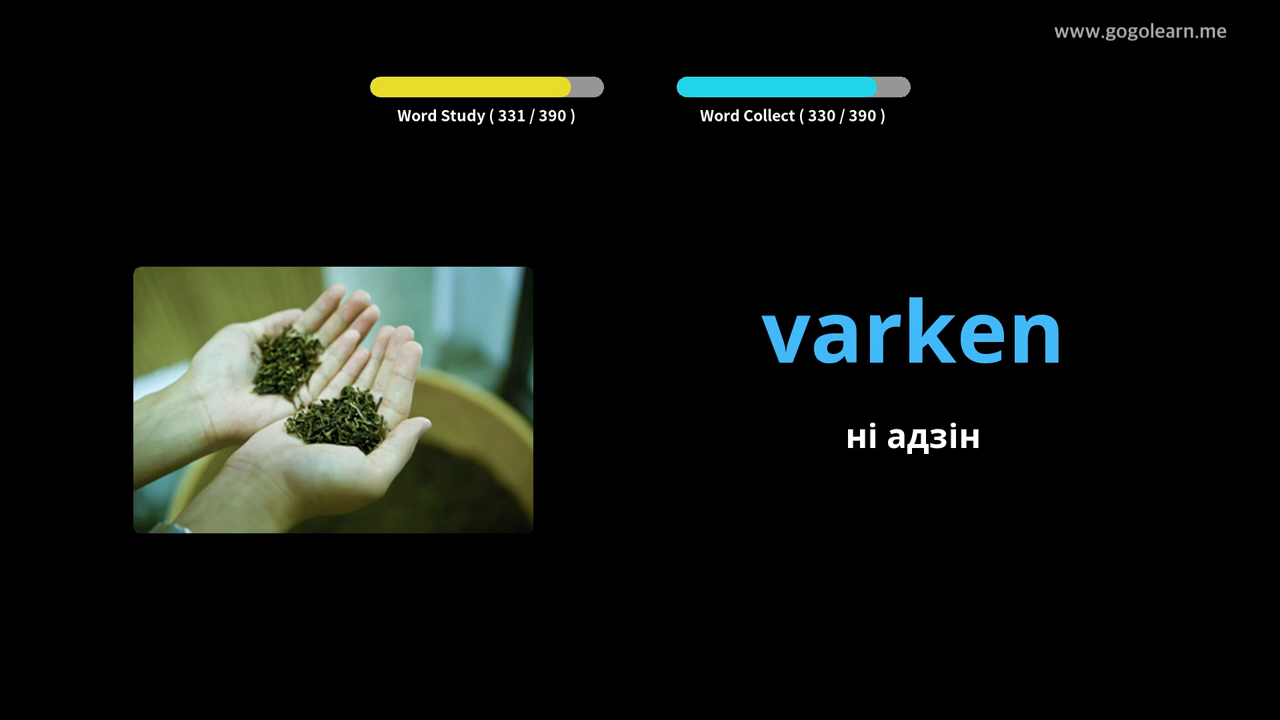 www.gogolearn.me
Word Study ( 331 / 390 )
Word Collect ( 330 / 390 )
varken
ні адзін